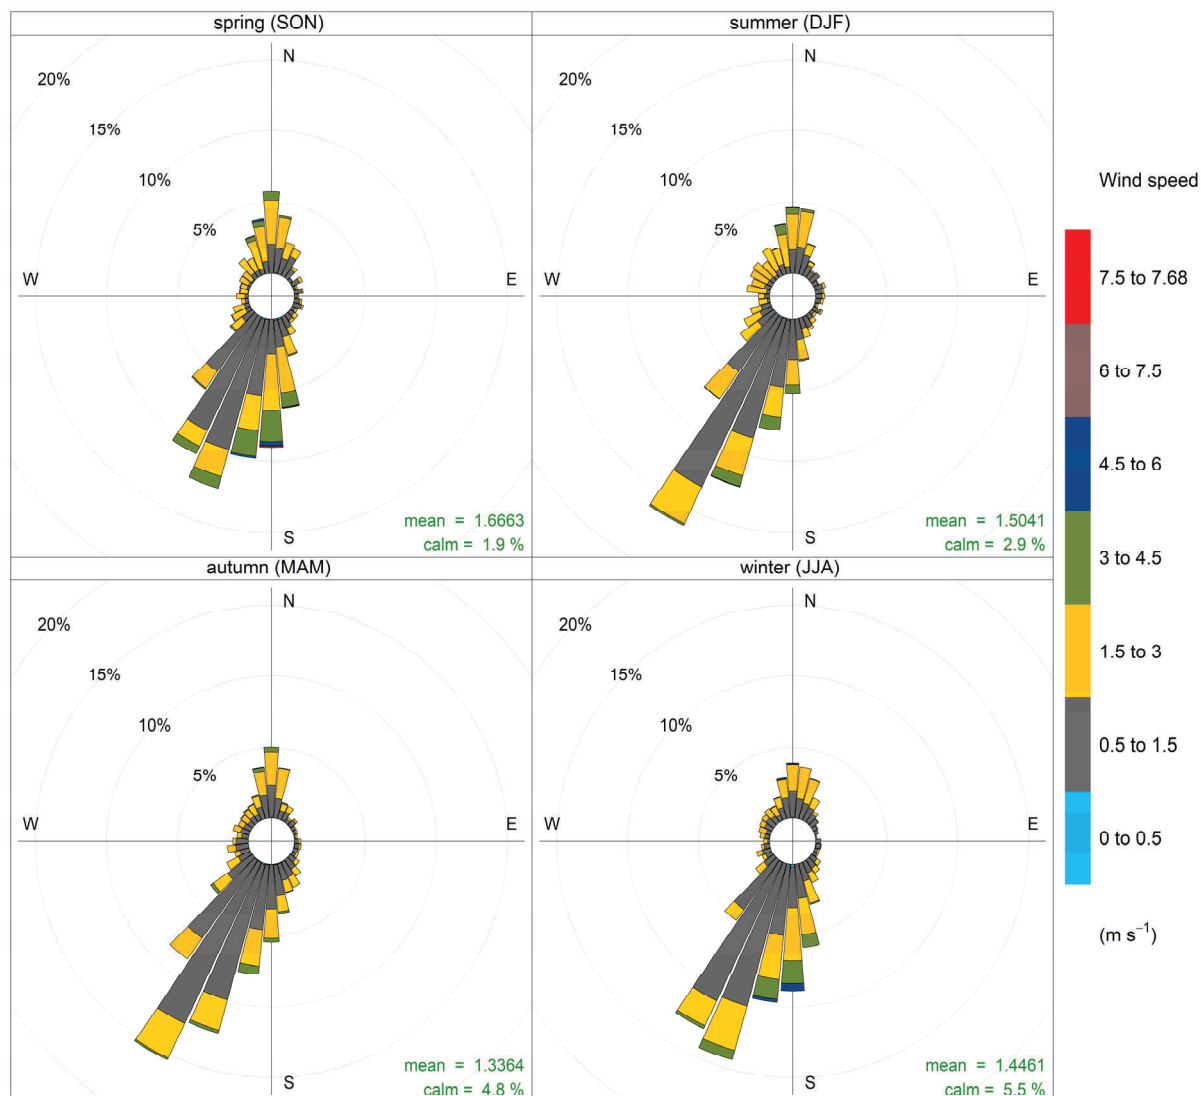 spring (SON)
N
20%
15%
10%
5%
W
E
S
mean = 1.6663
calm = 1.9 %
summer (DJF)
N
20%
15%
10%
5%
W
E
S
mean = 1.5041
calm = 2.9 %
autumn (MAM)
N
20%
15%
10%
5%
W
E
S
mean = 1.3364
calm = 4.8 %
winter (JJA)
N
20%
15%
10%
5%
W
E
S
mean = 1.4461
calm = 5.5 %
Wind speed
7.5 to 7.68
6 to 7.5
4.5 to 6
3 to 4.5
1.5 to 3
0.5 to 1.5
0 to 0.5
(m s⁻¹)